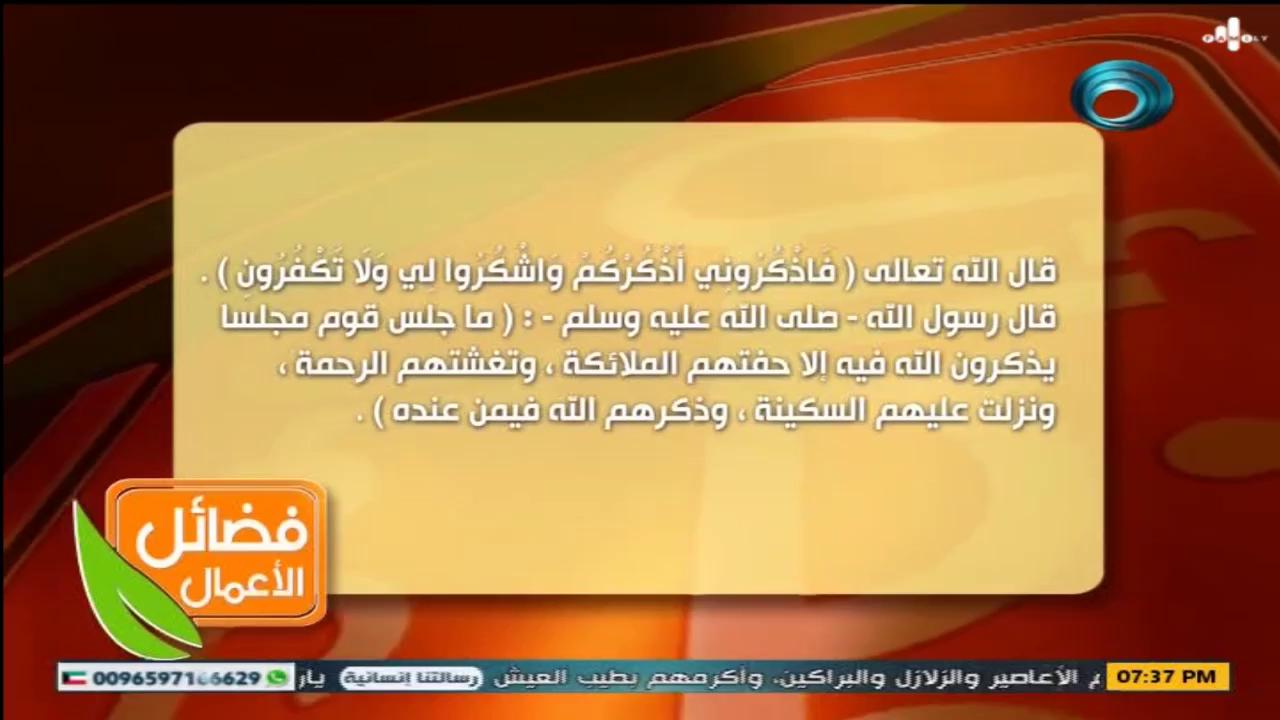 FAMILY
قال الله تعالى ( فَاذْكُرُونِي أَذْكُرْكُمْ وَاشْكُرُوا لِي وَلَا تَكْفُرُونِ ) .
قال رسول الله - صلى الله عليه وسلم - : ( ما جلس قوم مجلسا
يذكرون الله فيه إلا حفتهم الملائكة ، وتغشتهم الرحمة ،
ونزلت عليهم السكينة ، وذكرهم الله فيمن عنده ) .
فضائل
الأعمال
07:37 PM م الأعاصير والزلازل والبراكين، وأكرمهم بطيب العيش رسالتنا إنسانية يار